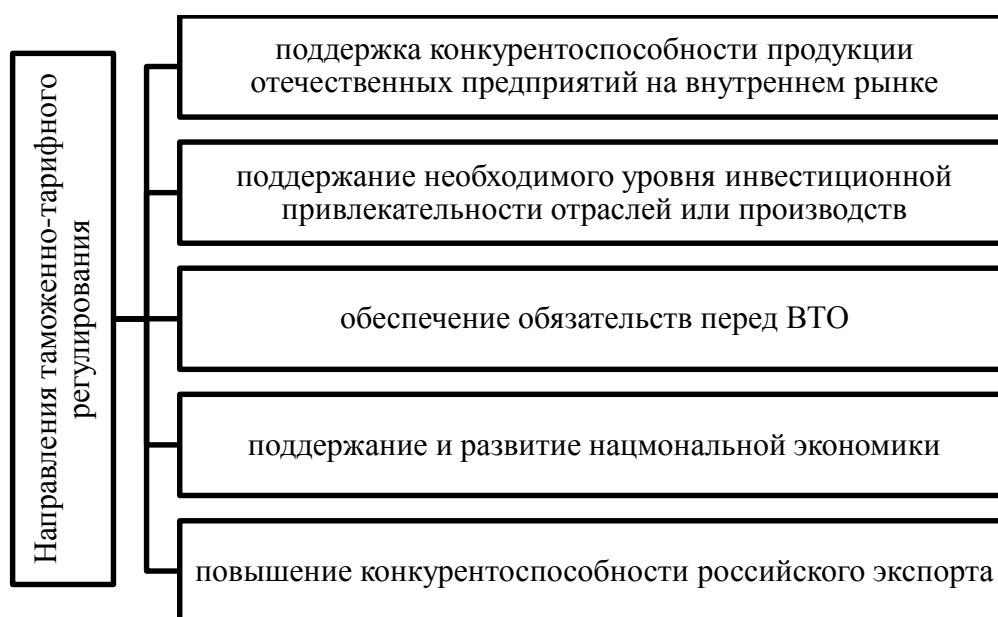 Направления таможенно-тарифного
регулирования
поддержка конкурентоспособности продукции
отечественных предприятий на внутреннем рынке
поддержание необходимого уровня инвестиционной
привлекательности отраслей или производств
обеспечение обязательств перед ВТО
поддержание и развитие нацмональной экономики
повышение конкурентоспособности российского экспорта